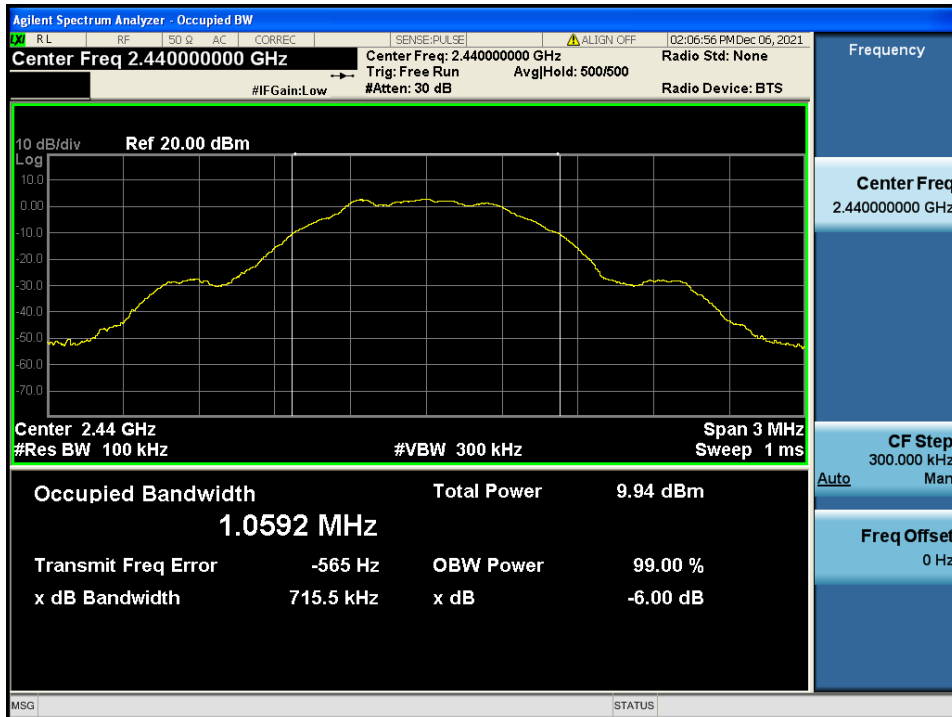 Agilent Spectrum Analyzer - Occupied BW
LXI RL RF 50 Ω AC CORREC SENSE:PULSE ALIGN OFF 02:06:56 PM Dec 06, 2021
Center Freq 2.440000000 GHz
Center Freq: 2.440000000 GHz Radio Std: None
Trig: Free Run Avg|Hold: 500/500
#IFGain:Low #Atten: 30 dB Radio Device: BTS
10 dB/div Ref 20.00 dBm
Log
10.0
0.00
-10.0
-20.0
-30.0
-40.0
-50.0
-60.0
-70.0
Center 2.44 GHz Span 3 MHz
#Res BW 100 kHz #VBW 300 kHz Sweep 1 ms
Occupied Bandwidth Total Power 9.94 dBm
1.0592 MHz
Transmit Freq Error -565 Hz OBW Power 99.00 %
x dB Bandwidth 715.5 kHz x dB -6.00 dB
Frequency
Center Freq
2.440000000 GHz
CF Step
300.000 kHz
Auto Man
Freq Offset
0 Hz
MSG STATUS